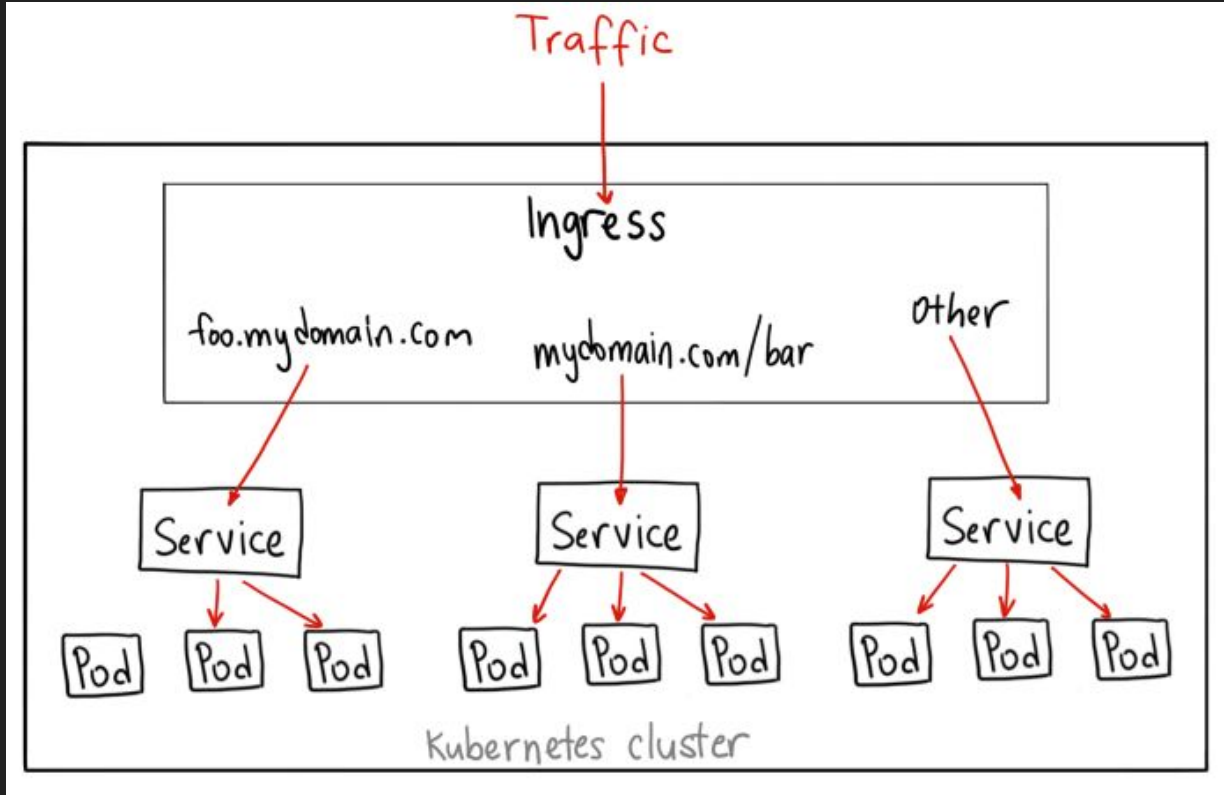 Traffic
Ingress
foo.mydomain.com
mydomain.com/bar
other
Service
Service
Service
Pod
Pod
Pod
Pod
Pod
Pod
Pod
Pod
Pod
Kubernetes cluster